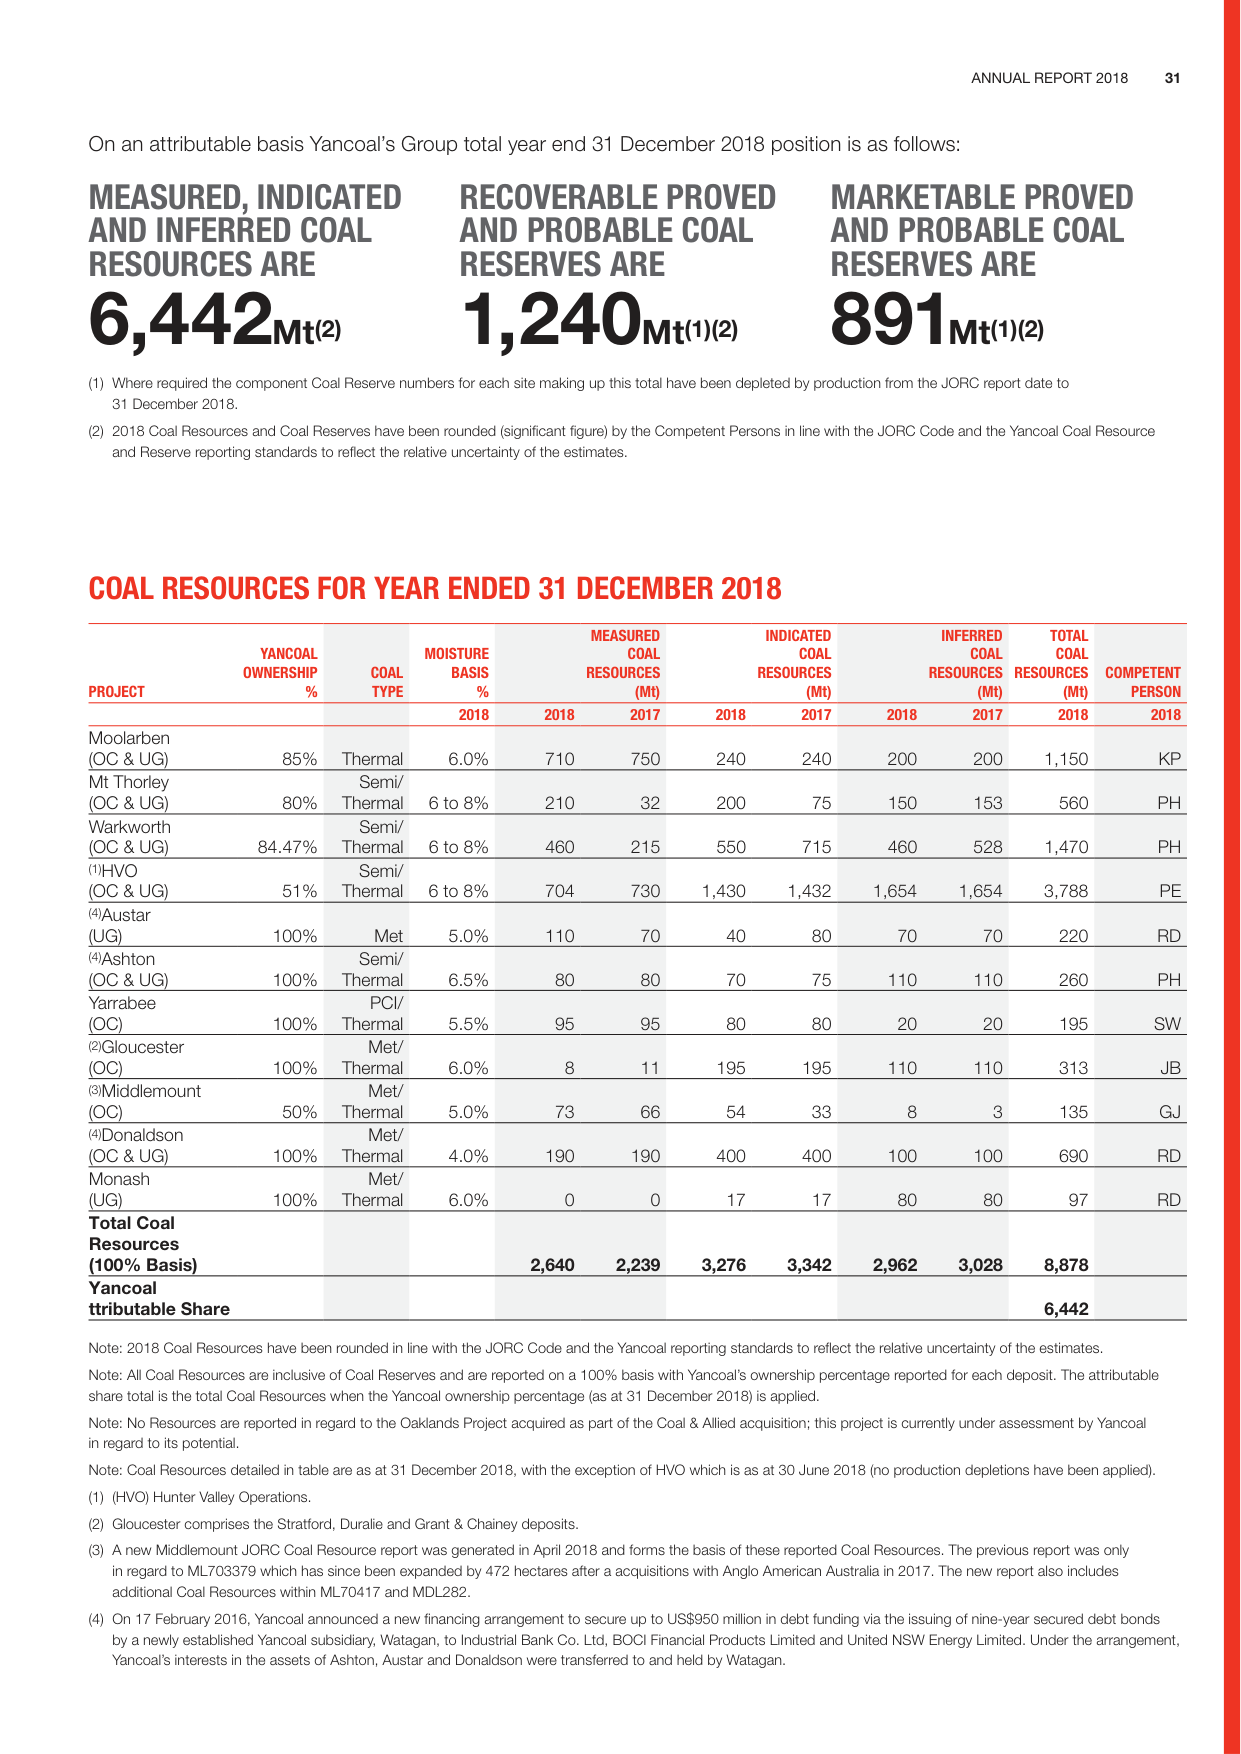 ANNUAL REPORT 2018 31
On an attributable basis Yancoal's Group total year end 31 December 2018 position is as follows:
MEASURED, INDICATED
AND INFERRED COAL
RESOURCES ARE
6,442Mt(2)
RECOVERABLE PROVED
AND PROBABLE COAL
RESERVES ARE
1,240Mt(1)(2)
MARKETABLE PROVED
AND PROBABLE COAL
RESERVES ARE
891Mt(1)(2)
(1) Where required the component Coal Reserve numbers for each site making up this total have been depleted by production from the JORC report date to
31 December 2018.
(2) 2018 Coal Resources and Coal Reserves have been rounded (significant figure) by the Competent Persons in line with the JORC Code and the Yancoal Coal Resource
and Reserve reporting standards to reflect the relative uncertainty of the estimates.
COAL RESOURCES FOR YEAR ENDED 31 DECEMBER 2018
MEASURED INDICATED INFERRED TOTAL
YANCOAL MOISTURE COAL COAL COAL COAL
OWNERSHIP COAL BASIS RESOURCES RESOURCES RESOURCES RESOURCES COMPETENT
PROJECT % TYPE % (Mt) (Mt) (Mt) (Mt) PERSON
2018 2018 2017 2018 2017 2018 2017 2018 2018
Moolarben
(OC & UG) 85% Thermal 6.0% 710 750 240 240 200 200 1,150 KP
Mt Thorley Semi/
(OC & UG) 80% Thermal 6 to 8% 210 32 200 75 150 153 560 PH
Warkworth Semi/
(OC & UG) 84.47% Thermal 6 to 8% 460 215 550 715 460 528 1,470 PH
(1)HVO Semi/
(OC & UG) 51% Thermal 6 to 8% 704 730 1,430 1,432 1,654 1,654 3,788 PE
(4)Austar
(UG) 100% Met 5.0% 110 70 40 80 70 70 220 RD
(4)Ashton Semi/
(OC & UG) 100% Thermal 6.5% 80 80 70 75 110 110 260 PH
Yarrabee PCI/
(OC) 100% Thermal 5.5% 95 95 80 80 20 20 195 SW
(2)Gloucester Met/
(OC) 100% Thermal 6.0% 8 11 195 195 110 110 313 JB
(3)Middlemount Met/
(OC) 50% Thermal 5.0% 73 66 54 33 8 3 135 GJ
(4)Donaldson Met/
(OC & UG) 100% Thermal 4.0% 190 190 400 400 100 100 690 RD
Monash Met/
(UG) 100% Thermal 6.0% 0 0 17 17 80 80 97 RD
Total Coal
Resources
(100% Basis) 2,640 2,239 3,276 3,342 2,962 3,028 8,878
Yancoal
ttributable Share 6,442
Note: 2018 Coal Resources have been rounded in line with the JORC Code and the Yancoal reporting standards to reflect the relative uncertainty of the estimates.
Note: All Coal Resources are inclusive of Coal Reserves and are reported on a 100% basis with Yancoal's ownership percentage reported for each deposit. The attributable
share total is the total Coal Resources when the Yancoal ownership percentage (as at 31 December 2018) is applied.
Note: No Resources are reported in regard to the Oaklands Project acquired as part of the Coal & Allied acquisition; this project is currently under assessment by Yancoal
in regard to its potential.
Note: Coal Resources detailed in table are as at 31 December 2018, with the exception of HVO which is as at 30 June 2018 (no production depletions have been applied).
(1) (HVO) Hunter Valley Operations.
(2) Gloucester comprises the Stratford, Duralie and Grant & Chainey deposits.
(3) A new Middlemount JORC Coal Resource report was generated in April 2018 and forms the basis of these reported Coal Resources. The previous report was only
in regard to ML703379 which has since been expanded by 472 hectares after a acquisitions with Anglo American Australia in 2017. The new report also includes
additional Coal Resources within ML70417 and MDL282.
(4) On 17 February 2016, Yancoal announced a new financing arrangement to secure up to US$950 million in debt funding via the issuing of nine-year secured debt bonds
by a newly established Yancoal subsidiary, Watagan, to Industrial Bank Co. Ltd, BOCI Financial Products Limited and United NSW Energy Limited. Under the arrangement,
Yancoal's interests in the assets of Ashton, Austar and Donaldson were transferred to and held by Watagan.